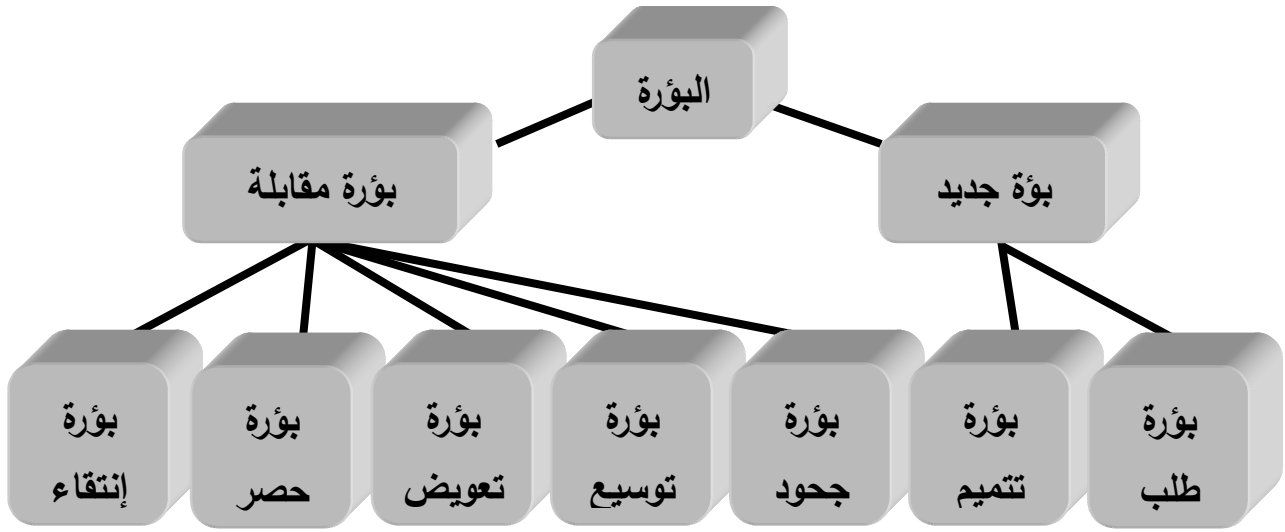 البؤرة
بؤة جديد
بؤرة مقابلة
بؤرة
طلب
بؤرة
تتميم
بؤرة
جحود
بؤرة
توسيع
بؤرة
تعويض
بؤرة
حصر
بؤرة
إنتقاء